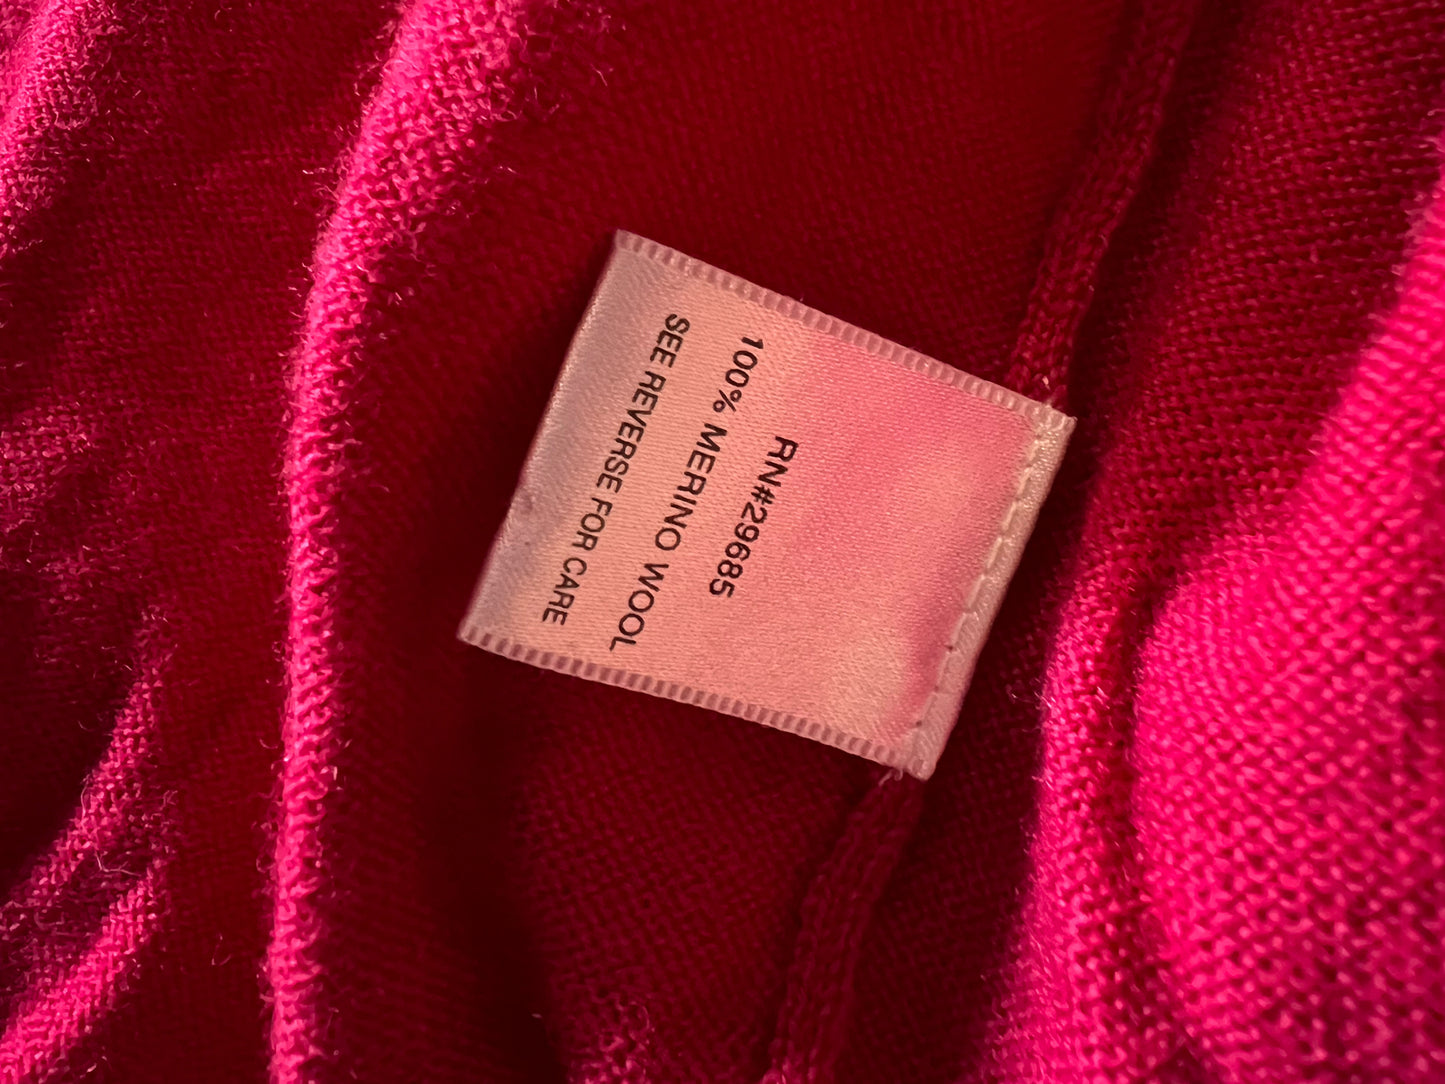 RN#29685
100% MERINO WOOL
SEE REVERSE FOR CARE